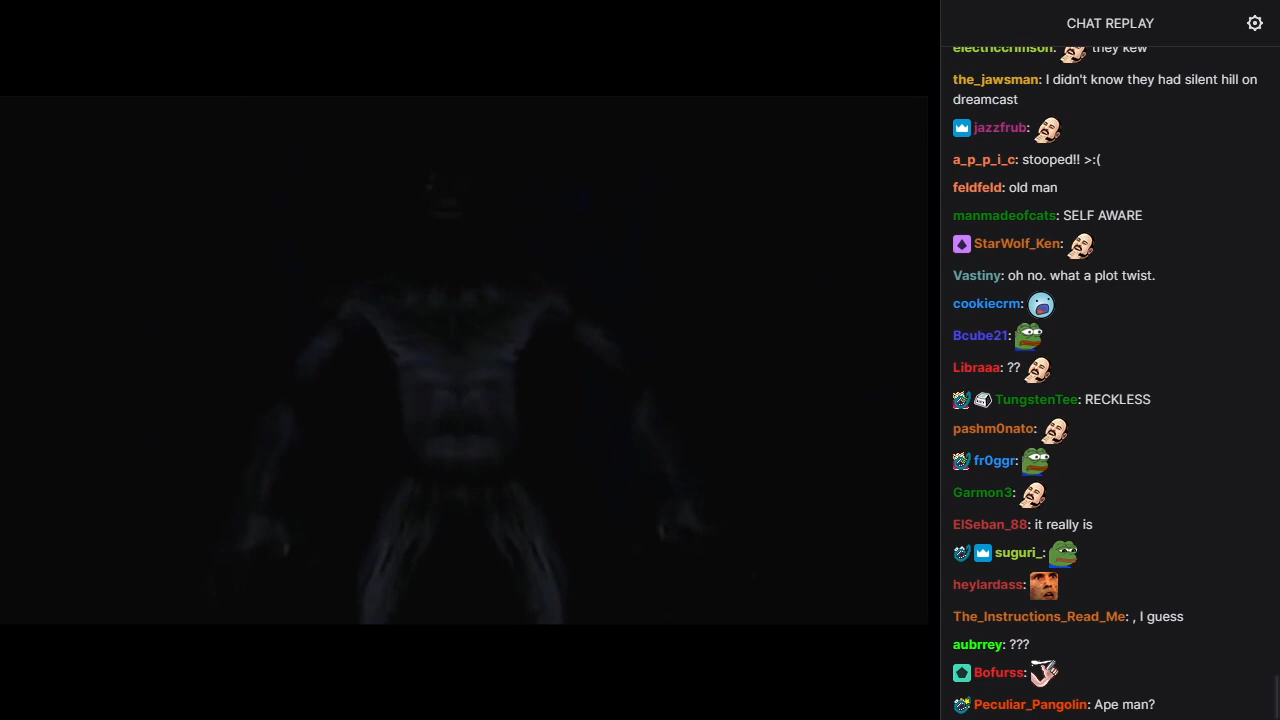 CHAT REPLAY
electriccrimson: they kew
the_jawsman: I didn't know they had silent hill on
dreamcast
jazzfrub:
a_p_p_i_c: stooped!! >:(
feldfeld: old man
manmadeofcats: SELF AWARE
StarWolf_Ken:
Vastiny: oh no. what a plot twist.
cookiecrm:
Bcube21:
Libraaa: ??
TungstenTee: RECKLESS
pashm0nato:
fr0ggr:
Garmon3:
ElSeban_88: it really is
suguri_:
heylardass:
The_Instructions_Read_Me: , I guess
aubrrey: ???
Bofurss:
Peculiar_Pangolin: Ape man?